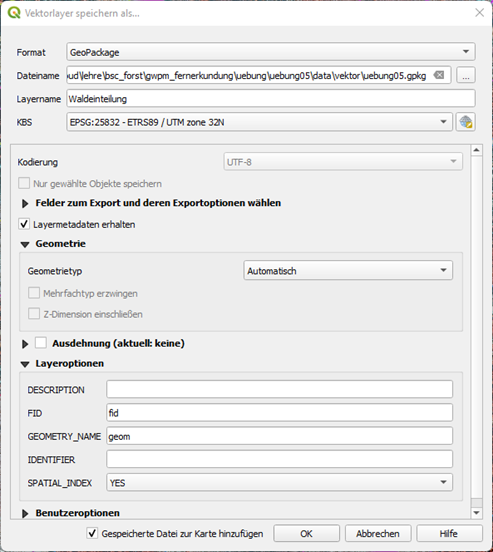 Vektorlayer speichern als...
Format GeoPackage
Dateiname oud\lehre\bsc_forst\gwpm_fernerkundung\uebung\uebung05\data\vektor\uebung05.gpkg ...
Layername Waldeinteilung
KBS EPSG:25832 - ETRS89 / UTM zone 32N
Kodierung UTF-8
Nur gewählte Objekte speichern
Felder zum Export und deren Exportoptionen wählen
Layermetadaten erhalten
Geometrie
Geometrietyp Automatisch
Mehrfachtyp erzwingen
Z-Dimension einschließen
Ausdehnung (aktuell: keine)
Layeroptionen
DESCRIPTION
FID fid
GEOMETRY_NAME geom
IDENTIFIER
SPATIAL_INDEX YES
Benutzeroptionen
Gespeicherte Datei zur Karte hinzufügen OK Abbrechen Hilfe